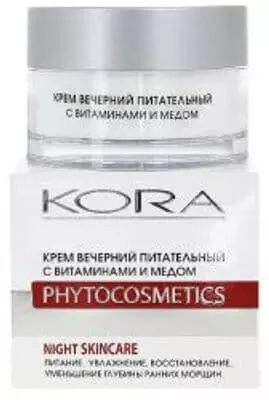 КРЕМ ВЕЧЕРНИЙ ПИТАТЕЛЬНЫЙ
С ВИТАМИНАМИ И МЕДОМ
KORA
КРЕМ ВЕЧЕРНИЙ ПИТАТЕЛЬНЫЙ
С ВИТАМИНАМИ И МЕДОМ
PHYTOCOSMETICS
NIGHT SKINCARE
ПИТАНИЕ, УВЛАЖНЕНИЕ, ВОССТАНОВЛЕНИЕ,
УМЕНЬШЕНИЕ ГЛУБИНЫ РАННИХ МОРЩИН